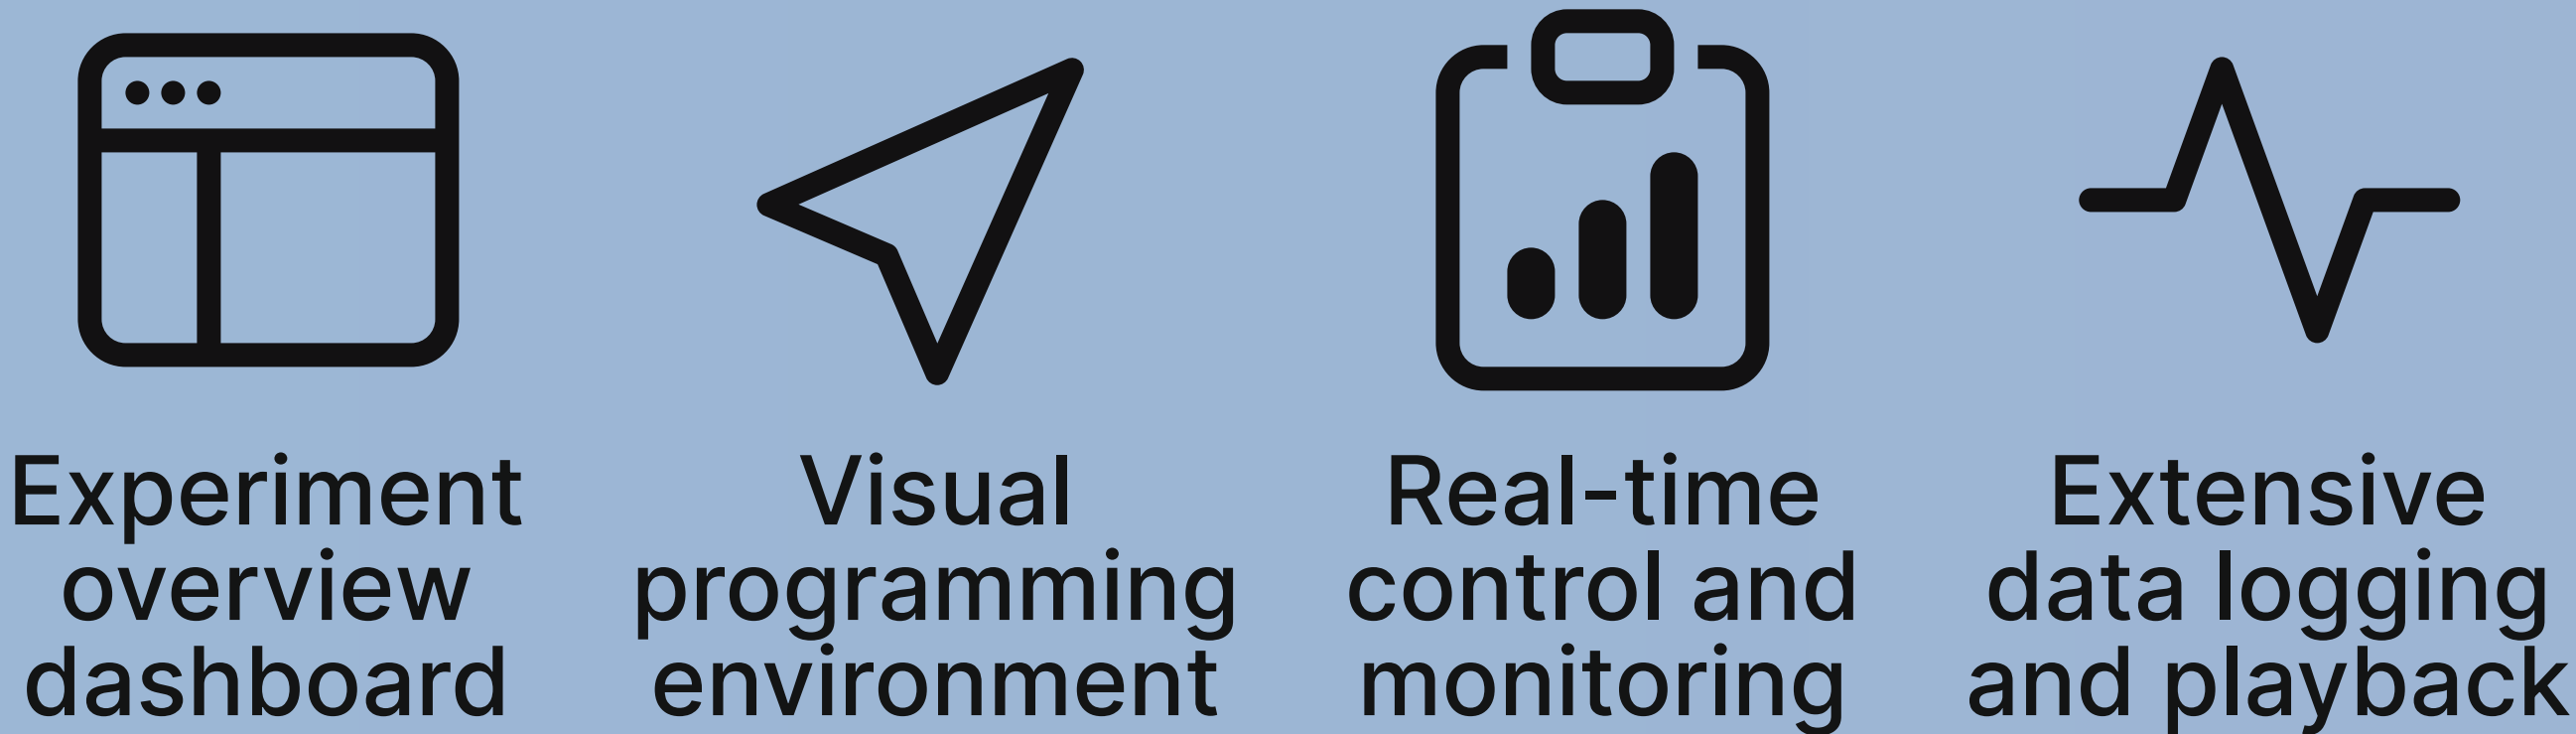 Experiment
overview
dashboard
Visual
programming
environment
Real-time
control and
monitoring
Extensive
data logging
and playback